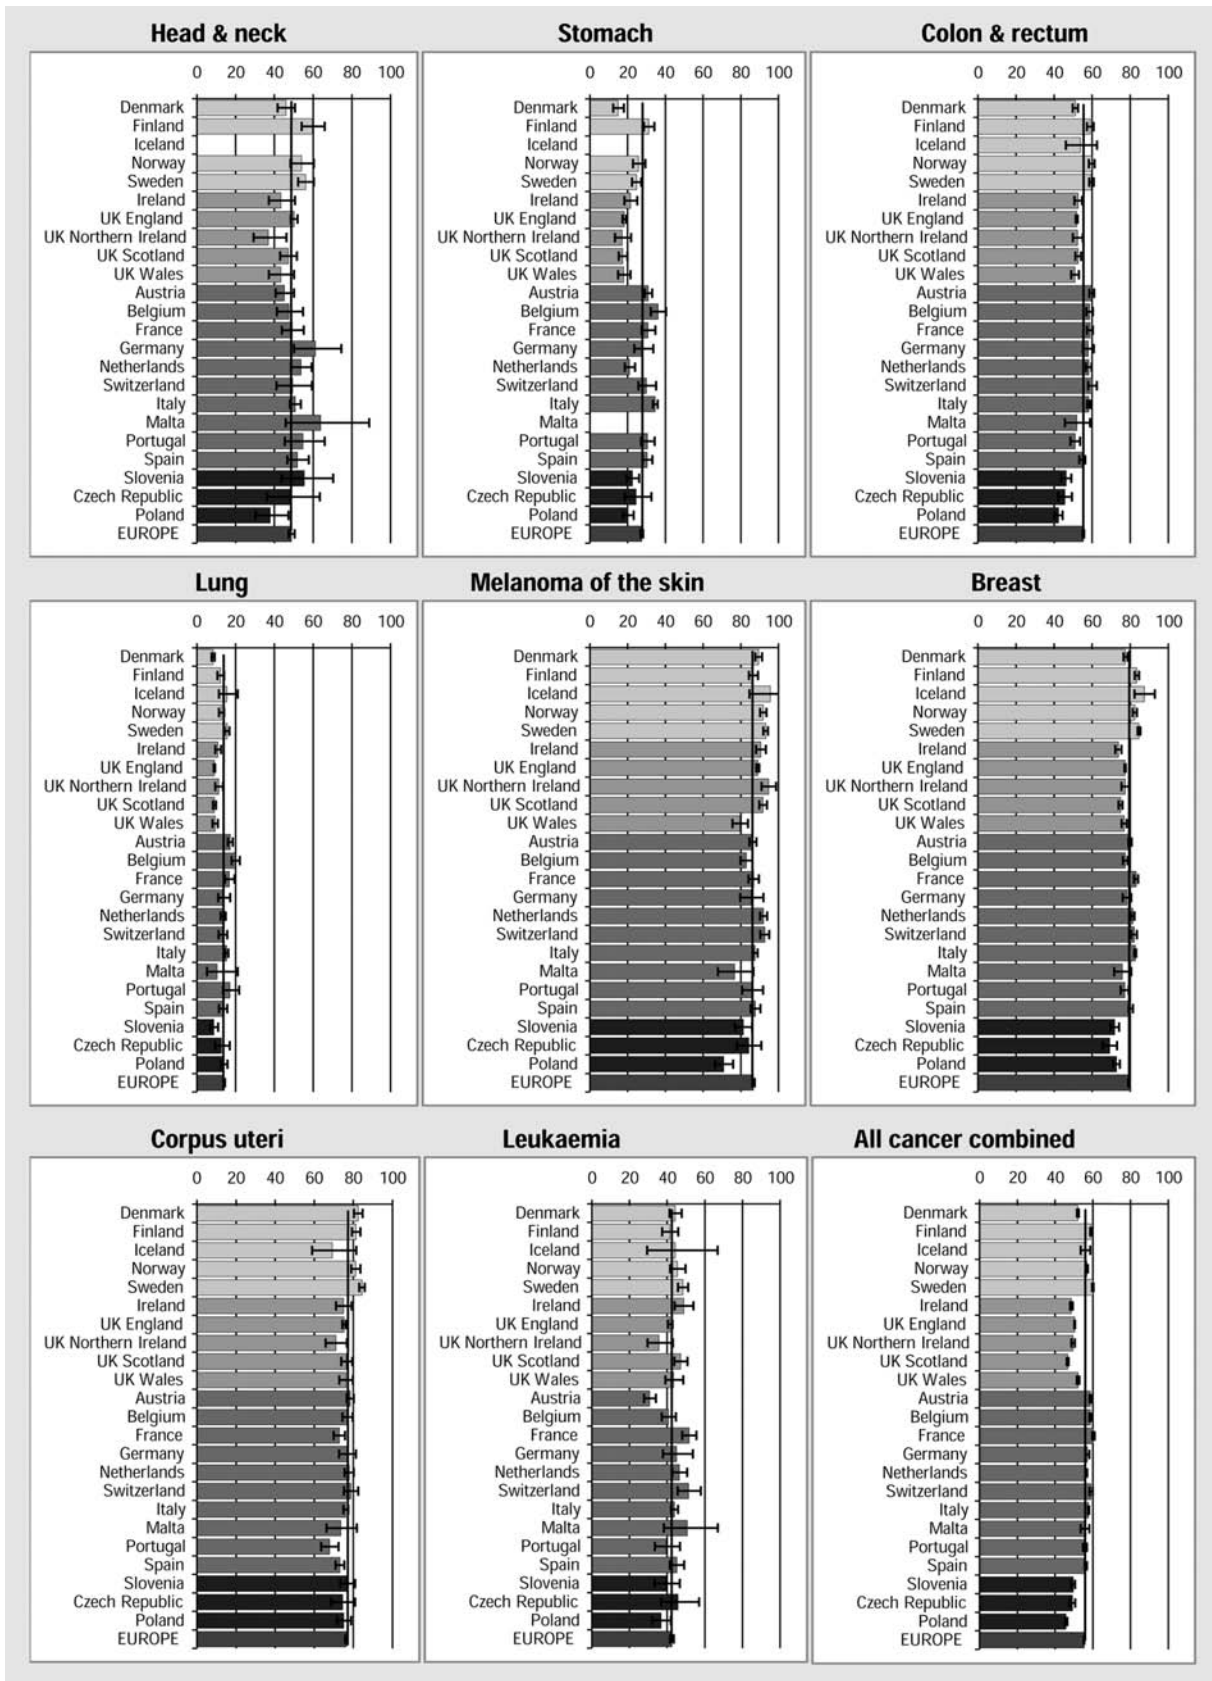 Head & neck
0 20 40 60 80 100
Denmark
Finland
Iceland
Norway
Sweden
Ireland
UK England
UK Northern Ireland
UK Scotland
UK Wales
Austria
Belgium
France
Germany
Netherlands
Switzerland
Italy
Malta
Portugal
Spain
Slovenia
Czech Republic
Poland
EUROPE
Stomach
0 20 40 60 80 100
Denmark
Finland
Iceland
Norway
Sweden
Ireland
UK England
UK Northern Ireland
UK Scotland
UK Wales
Austria
Belgium
France
Germany
Netherlands
Switzerland
Italy
Malta
Portugal
Spain
Slovenia
Czech Republic
Poland
EUROPE
Colon & rectum
0 20 40 60 80 100
Denmark
Finland
Iceland
Norway
Sweden
Ireland
UK England
UK Northern Ireland
UK Scotland
UK Wales
Austria
Belgium
France
Germany
Netherlands
Switzerland
Italy
Malta
Portugal
Spain
Slovenia
Czech Republic
Poland
EUROPE
Lung
0 20 40 60 80 100
Denmark
Finland
Iceland
Norway
Sweden
Ireland
UK England
UK Northern Ireland
UK Scotland
UK Wales
Austria
Belgium
France
Germany
Netherlands
Switzerland
Italy
Malta
Portugal
Spain
Slovenia
Czech Republic
Poland
EUROPE
Melanoma of the skin
0 20 40 60 80 100
Denmark
Finland
Iceland
Norway
Sweden
Ireland
UK England
UK Northern Ireland
UK Scotland
UK Wales
Austria
Belgium
France
Germany
Netherlands
Switzerland
Italy
Malta
Portugal
Spain
Slovenia
Czech Republic
Poland
EUROPE
Breast
0 20 40 60 80 100
Denmark
Finland
Iceland
Norway
Sweden
Ireland
UK England
UK Northern Ireland
UK Scotland
UK Wales
Austria
Belgium
France
Germany
Netherlands
Switzerland
Italy
Malta
Portugal
Spain
Slovenia
Czech Republic
Poland
EUROPE
Corpus uteri
0 20 40 60 80 100
Denmark
Finland
Iceland
Norway
Sweden
Ireland
UK England
UK Northern Ireland
UK Scotland
UK Wales
Austria
Belgium
France
Germany
Netherlands
Switzerland
Italy
Malta
Portugal
Spain
Slovenia
Czech Republic
Poland
EUROPE
Leukaemia
0 20 40 60 80 100
Denmark
Finland
Iceland
Norway
Sweden
Ireland
UK England
UK Northern Ireland
UK Scotland
UK Wales
Austria
Belgium
France
Germany
Netherlands
Switzerland
Italy
Malta
Portugal
Spain
Slovenia
Czech Republic
Poland
EUROPE
All cancer combined
0 20 40 60 80 100
Denmark
Finland
Iceland
Norway
Sweden
Ireland
UK England
UK Northern Ireland
UK Scotland
UK Wales
Austria
Belgium
France
Germany
Netherlands
Switzerland
Italy
Malta
Portugal
Spain
Slovenia
Czech Republic
Poland
EUROPE